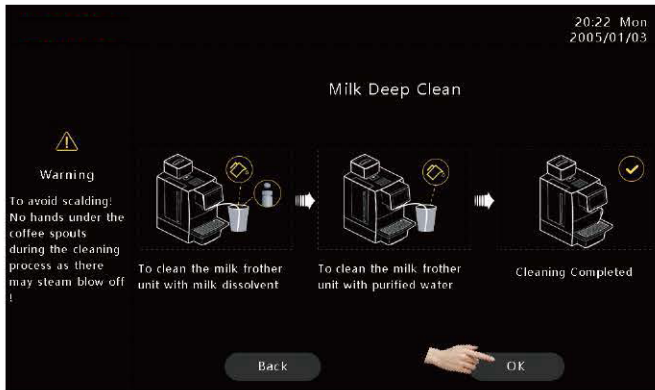 20:22 Mon
2005/01/03
Milk Deep Clean
Warning
To avoid scalding!
No hands under the
coffee spouts
during the cleaning
process as there
may steam blow off
!
To clean the milk frother
unit with milk dissolvent
To clean the milk frother
unit with purified water
Cleaning Completed
Back
OK